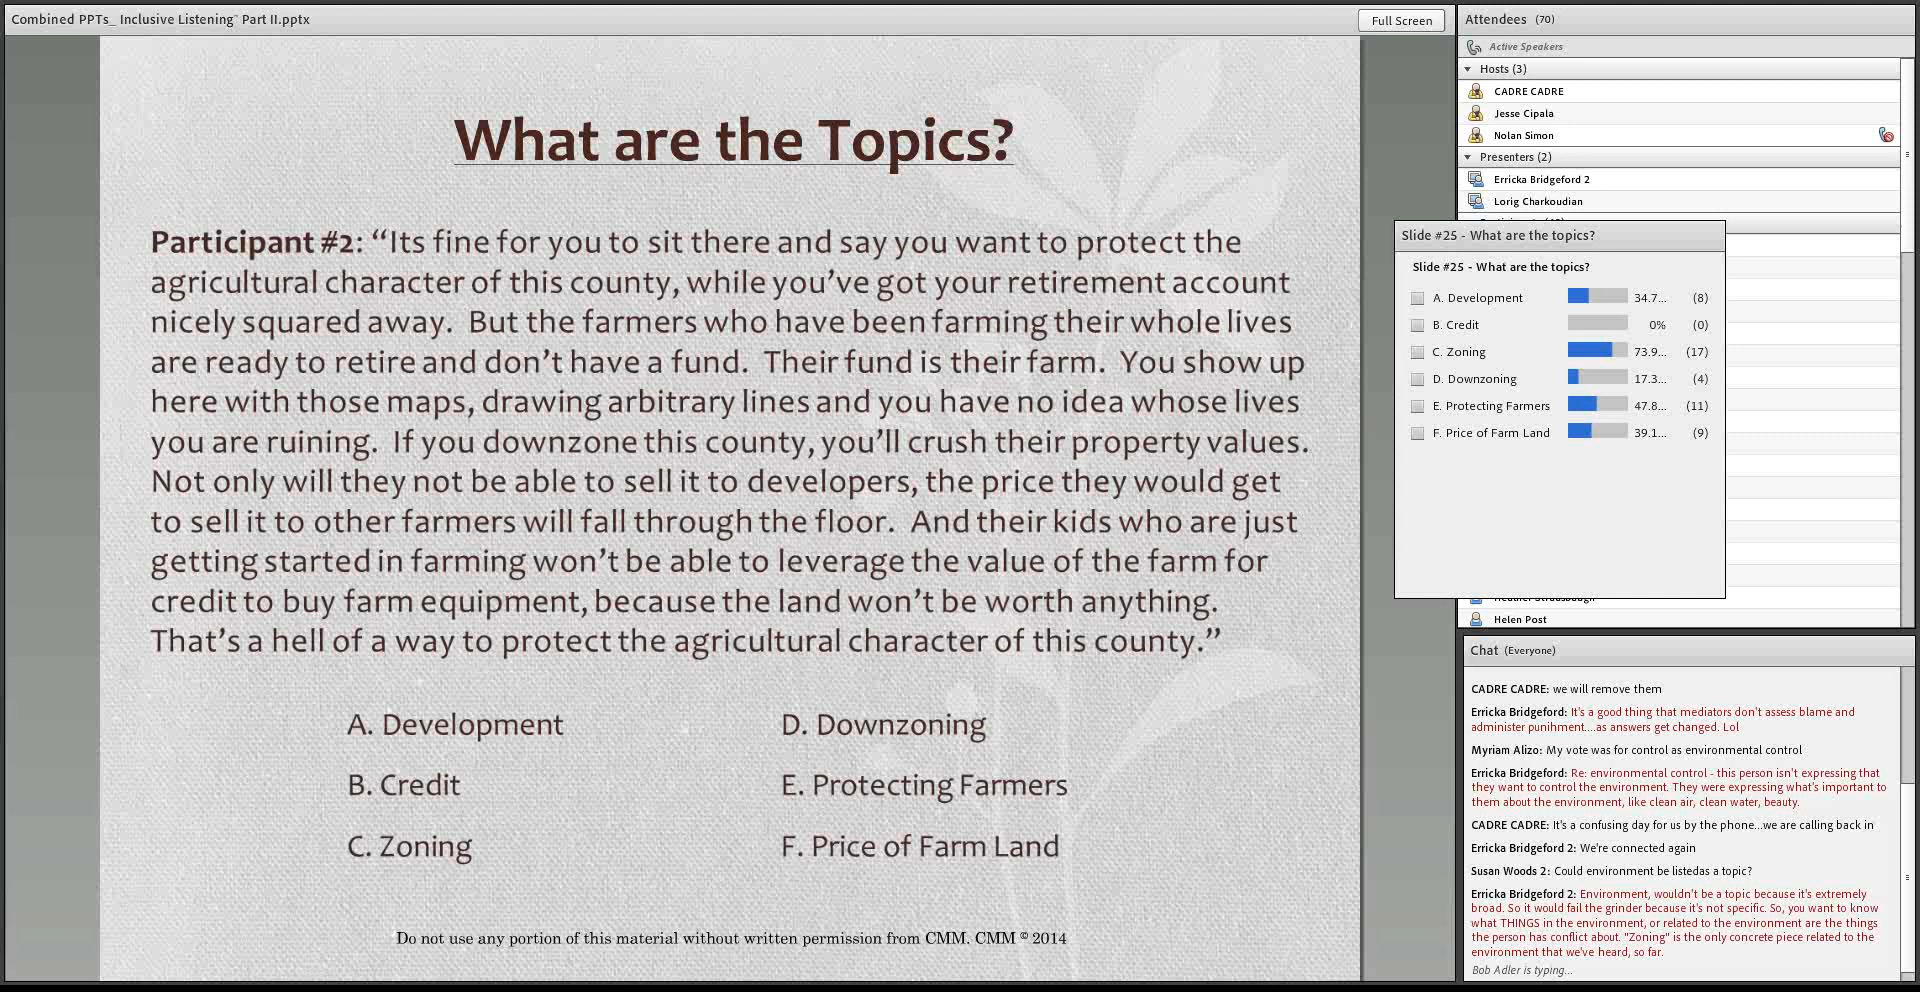 Combined PPTs_ Inclusive Listening Part II.pptx
Full Screen
What are the Topics?
Participant #2: “Its fine for you to sit there and say you want to protect the
agricultural character of this county, while you’ve got your retirement account
nicely squared away.  But the farmers who have been farming their whole lives
are ready to retire and don’t have a fund.  Their fund is their farm.  You show up
here with those maps, drawing arbitrary lines and you have no idea whose lives
you are ruining.  If you downzone this county, you’ll crush their property values.
Not only will they not be able to sell it to developers, the price they would get
to sell it to other farmers will fall through the floor.  And their kids who are just
getting started in farming won’t be able to leverage the value of the farm for
credit to buy farm equipment, because the land won’t be worth anything.
That’s a hell of a way to protect the agricultural character of this county.”
A. Development
B. Credit
C. Zoning
D. Downzoning
E. Protecting Farmers
F. Price of Farm Land
Do not use any portion of this material without written permission from CMM. CMM © 2014
Attendees (70)
Active Speakers
Hosts (3)
CADRE CADRE
Jesse Cipala
Nolan Simon
Presenters (2)
Erricka Bridgeford 2
Lorig Charkoudian
Slide #25 - What are the topics?
Slide #25 - What are the topics?
A. Development 34.7... (8)
B. Credit 0% (0)
C. Zoning 73.9... (17)
D. Downzoning 17.3... (4)
E. Protecting Farmers 47.8... (11)
F. Price of Farm Land 39.1... (9)
Helen Post
Chat (Everyone)
CADRE CADRE: we will remove them
Erricka Bridgeford: It's a good thing that mediators don't assess blame and
administer punihment....as answers get changed. Lol
Myriam Alizo: My vote was for control as environmental control
Erricka Bridgeford: Re: environmental control - this person isn't expressing that
they want to control the environment. They were expressing what's important to
them about the environment, like clean air, clean water, beauty.
CADRE CADRE: It's a confusing day for us by the phone...we are calling back in
Erricka Bridgeford 2: We're connected again
Susan Woods 2: Could environment be listedas a topic?
Erricka Bridgeford 2: Environment, wouldn't be a topic because it's extremely
broad. So it would fail the grinder because it's not specific. So, you want to know
what THINGS in the environment, or related to the environment are the things
the person has conflict about. "Zoning" is the only concrete piece related to the
environment that we've heard, so far.
Bob Adler is typing...